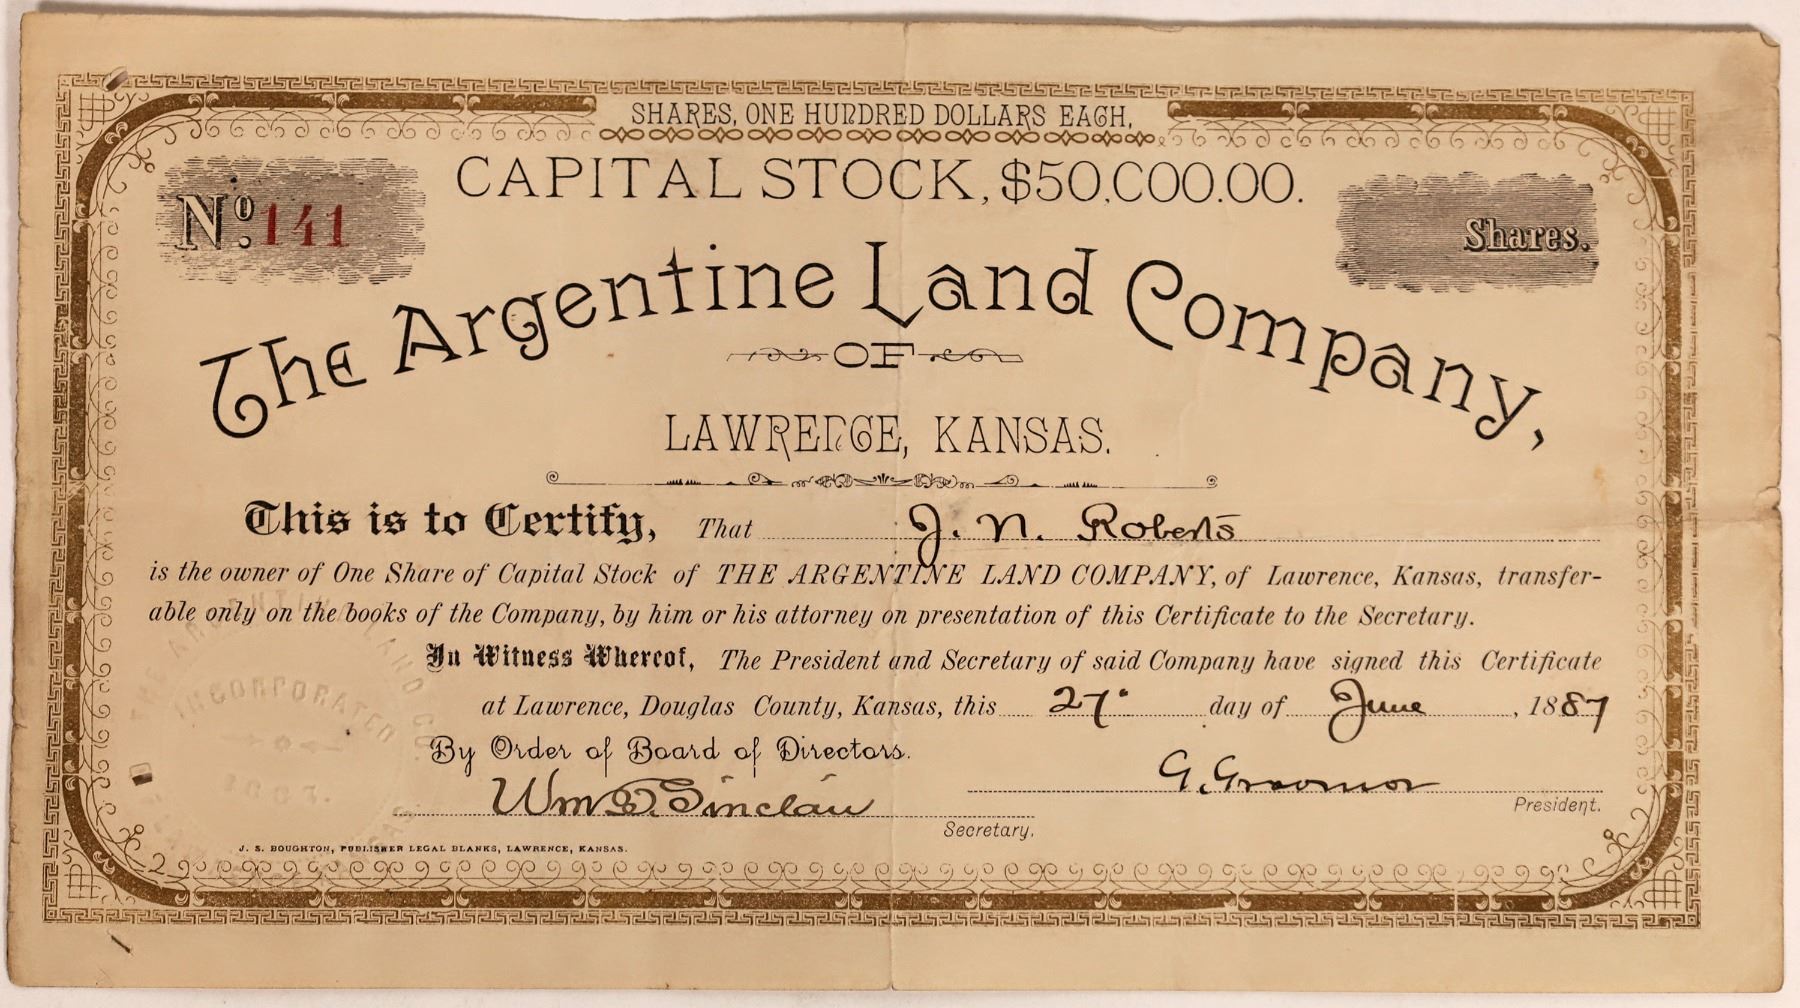 SHARES, ONE HUNDRED DOLLARS EACH,
CAPITAL STOCK, $50,000.00.
No. 141
Shares.
The Argentine Land Company,
OF
LAWRENCE, KANSAS.
This is to Certify, That J. N. Roberts
is the owner of One Share of Capital Stock of THE ARGENTINE LAND COMPANY, of Lawrence, Kansas, transfer-
able only on the books of the Company, by him or his attorney on presentation of this Certificate to the Secretary.
In Witness Whereof, The President and Secretary of said Company have signed this Certificate
at Lawrence, Douglas County, Kansas, this 27. day of June, 1887
By Order of Board of Directors.
G.
President.
Wm T. Sinclair
Secretary.
J. S. BOUGHTON, PUBLISHER LEGAL BLANKS, LAWRENCE, KANSAS.
THE ARGENTINE LAND CO.
INCORPORATED
1887.